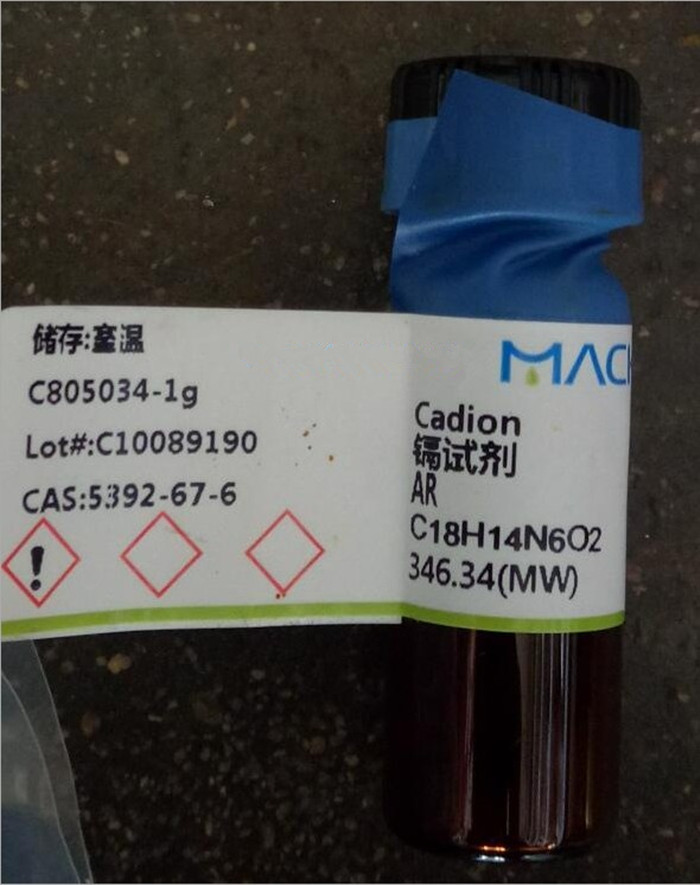 储存:室温
C805034-1g
Lot#:C10089190
CAS:5392-67-6
MACK
Cadion
镉试剂
AR
C18H14N6O2
346.34(MW)